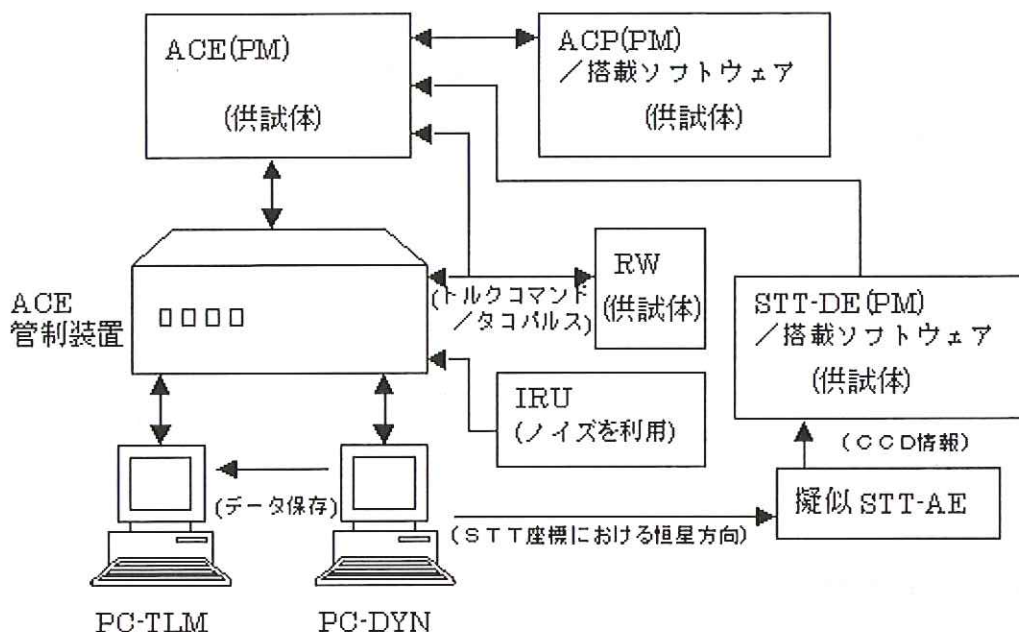 ACE(PM)
(供試体)
ACP(PM)
／搭載ソフトウェア
(供試体)
ACE
管制装置
(トルクコマンド
／タコパルス)
RW
(供試体)
STT-DE(PM)
／搭載ソフトウェア
(供試体)
IRU
(ノイズを利用)
(ＣＣＤ情報)
(データ保存)
擬似STT-AE
(ＳＴＴ座標における恒星方向)
PC-TLM
PC-DYN